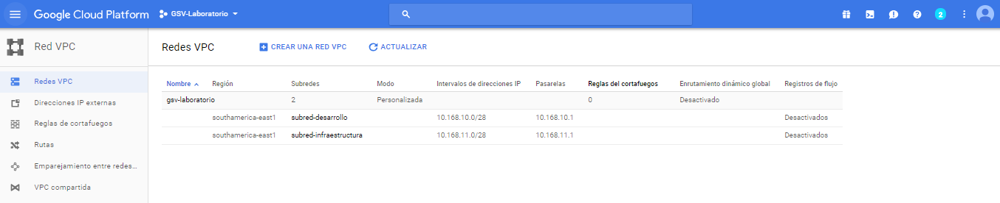 Google Cloud Platform GSV-Laboratorio 2
Red VPC
Redes VPC
Direcciones IP externas
Reglas de cortafuegos
Rutas
Emparejamiento entre redes...
VPC compartida
Redes VPC CREAR UNA RED VPC ACTUALIZAR
Nombre Región Subredes Modo Intervalos de direcciones IP Pasarelas Reglas del cortafuegos Enrutamiento dinámico global Registros de flujo
gsv-laboratorio 2 Personalizada 0 Desactivado
southamerica-east1 subred-desarrollo 10.168.10.0/28 10.168.10.1 Desactivados
southamerica-east1 subred-infraestructura 10.168.11.0/28 10.168.11.1 Desactivados